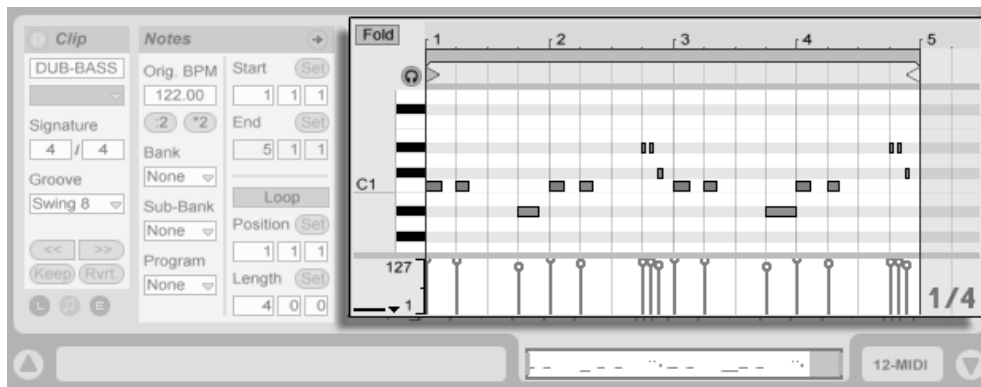 Clip
DUB-BASS
Signature
4 / 4
Groove
Swing 8
<< >>
Keep Rvrt.
L E
Notes
Orig. BPM
122.00
:2 *2
Bank
None
Sub-Bank
None
Program
None
Start Set
1 1 1
End Set
5 1 1
Loop
Position Set
1 1 1
Length Set
4 0 0
Fold
1 2 3 4 5
C1
127
1
1/4
12-MIDI